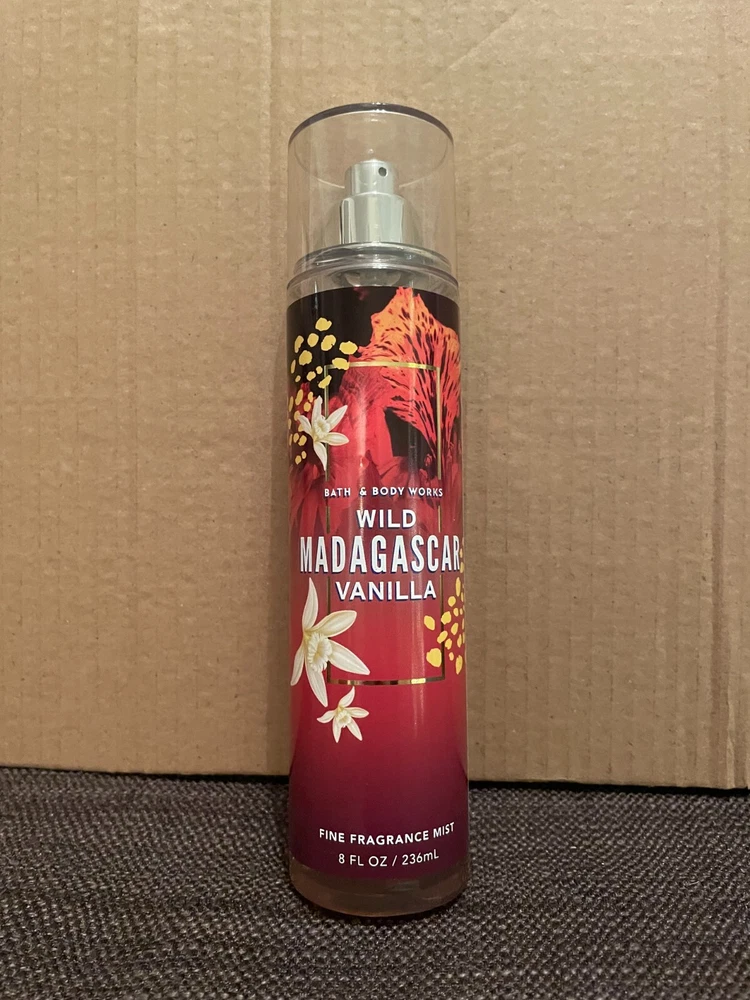 BATH & BODY WORKS
WILD
MADAGASCAR
VANILLA
FINE FRAGRANCE MIST
8 FL OZ / 236mL